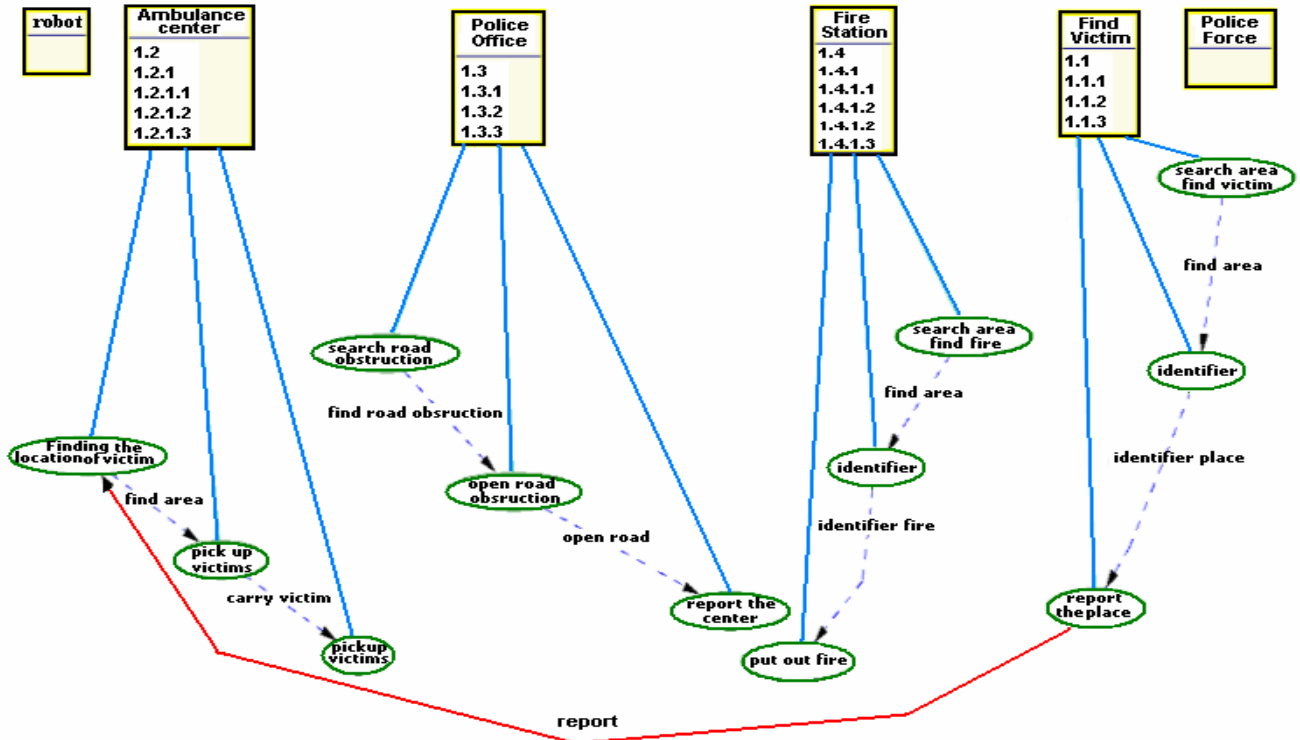 robot
Ambulance
center
1.2
1.2.1
1.2.1.1
1.2.1.2
1.2.1.3
Police
Office
1.3
1.3.1
1.3.2
1.3.3
Fire
Station
1.4
1.4.1
1.4.1.1
1.4.1.2
1.4.1.2
1.4.1.3
Find
Victim
1.1
1.1.1
1.1.2
1.1.3
Police
Force
search area
find victim
find area
search road
obstruction
search area
find fire
identifier
find road obsruction
find area
Finding the
location of victim
identifier place
identifier
find area
open road
obsruction
identifier fire
open road
pick up
victims
carry victim
report the
center
report
the place
pickup
victims
put out fire
report